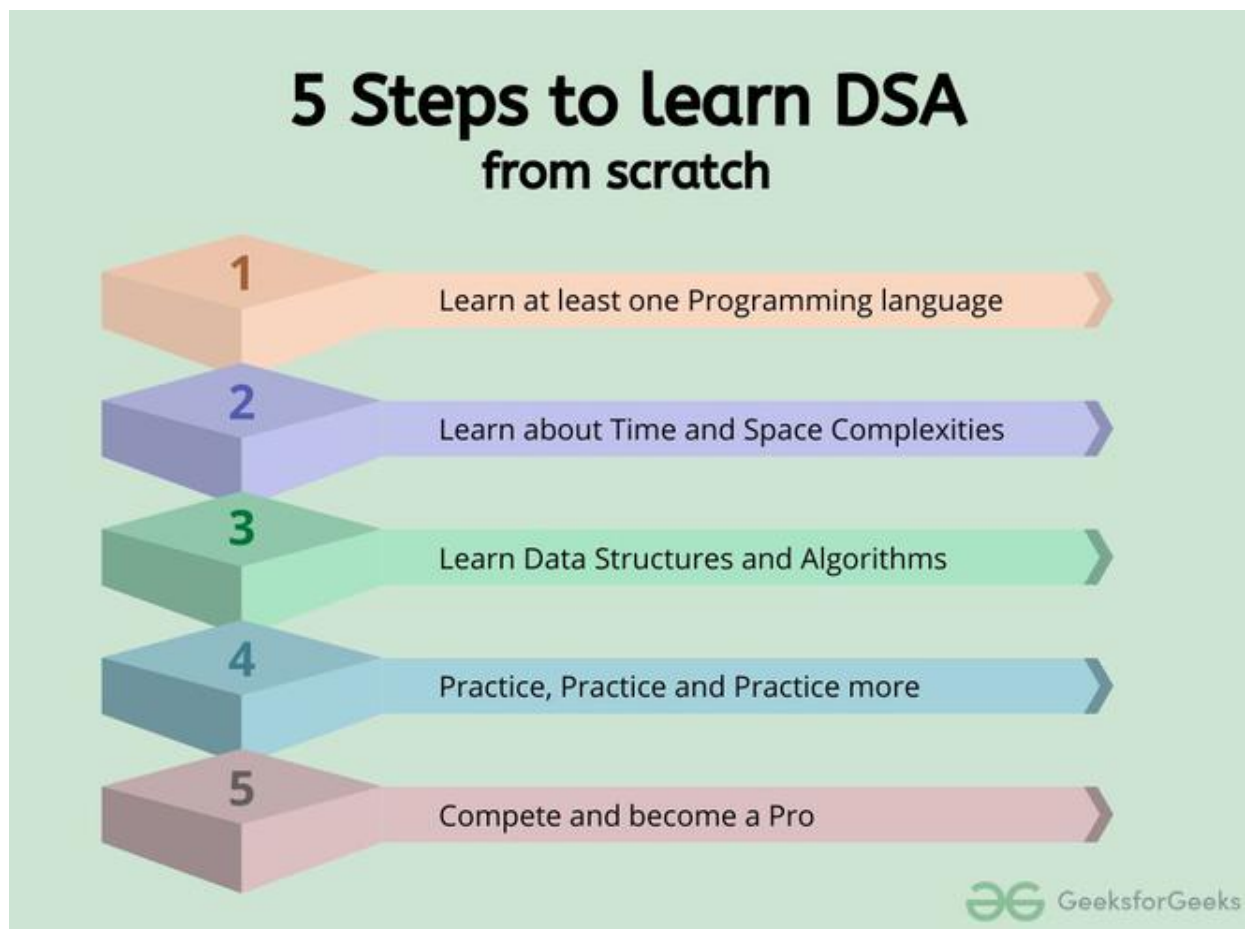 5 Steps to learn DSA
from scratch
1
Learn at least one Programming language
2
Learn about Time and Space Complexities
3
Learn Data Structures and Algorithms
4
Practice, Practice and Practice more
5
Compete and become a Pro
GeeksforGeeks